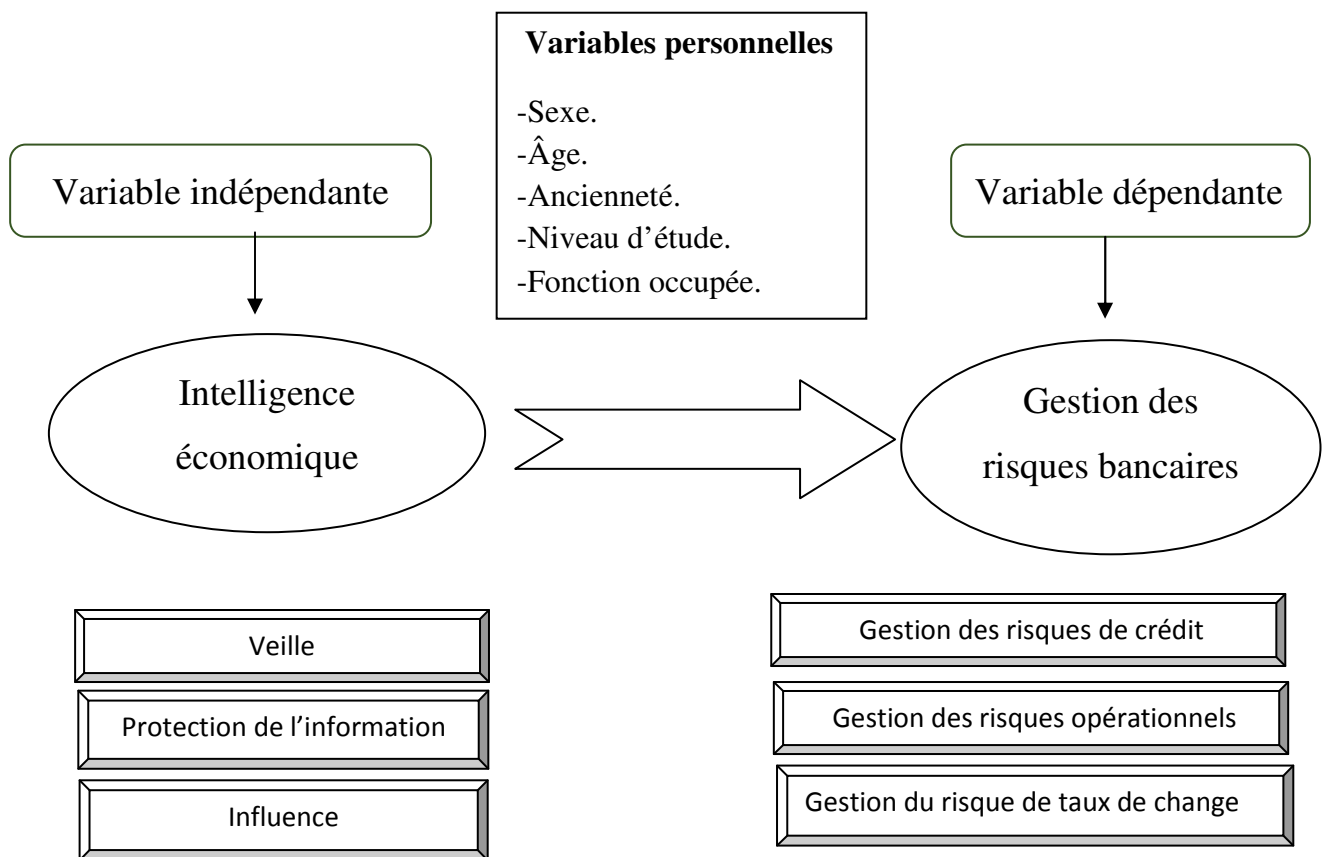 Variables personnelles
-Sexe.
-Âge.
-Ancienneté.
-Niveau d’étude.
-Fonction occupée.
Variable indépendante
Variable dépendante
Intelligence
économique
Gestion des
risques bancaires
Veille
Protection de l’information
Influence
Gestion des risques de crédit
Gestion des risques opérationnels
Gestion du risque de taux de change